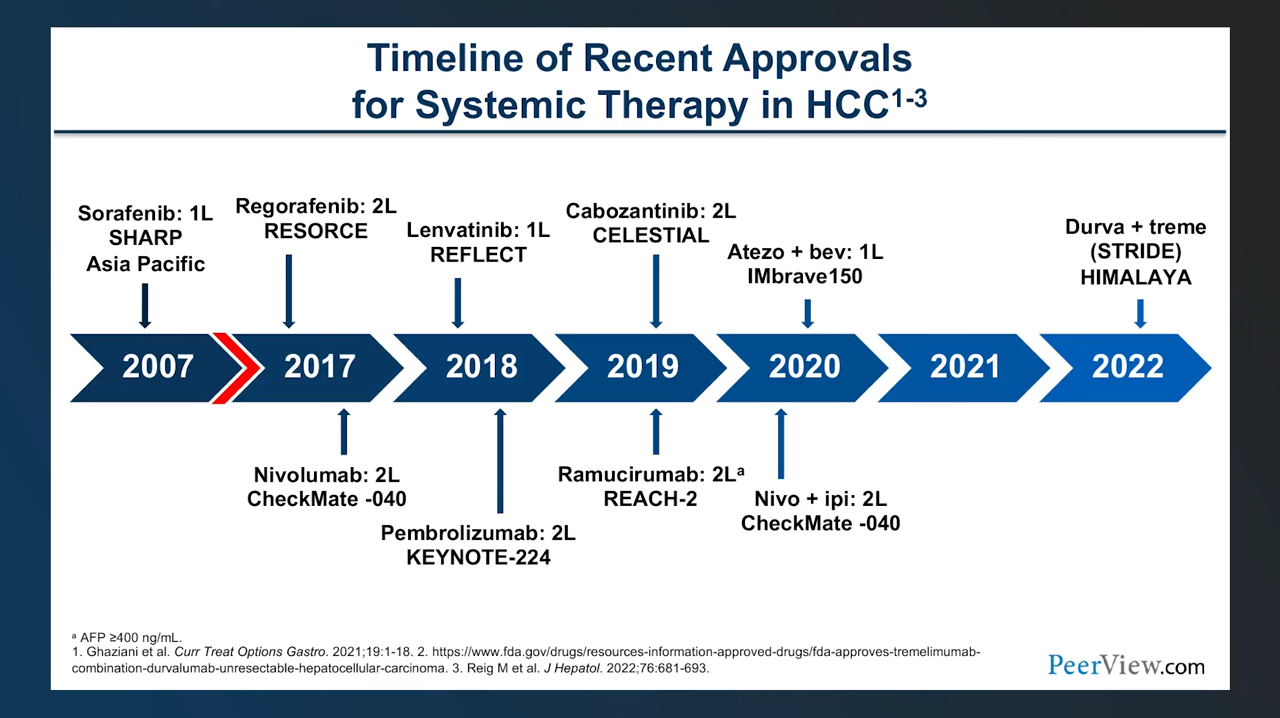 Timeline of Recent Approvals
for Systemic Therapy in HCC¹⁻³
Sorafenib: 1L
SHARP
Asia Pacific
Regorafenib: 2L
RESORCE
Lenvatinib: 1L
REFLECT
Cabozantinib: 2L
CELESTIAL
Atezo + bev: 1L
IMbrave150
Durva + treme
(STRIDE)
HIMALAYA
2007
2017
2018
2019
2020
2021
2022
Nivolumab: 2L
CheckMate -040
Pembrolizumab: 2L
KEYNOTE-224
Ramucirumab: 2Lᵃ
REACH-2
Nivo + ipi: 2L
CheckMate -040
ᵃ AFP ≥400 ng/mL.
1. Ghaziani et al. Curr Treat Options Gastro. 2021;19:1-18. 2. https://www.fda.gov/drugs/resources-information-approved-drugs/fda-approves-tremelimumab-
combination-durvalumab-unresectable-hepatocellular-carcinoma. 3. Reig M et al. J Hepatol. 2022;76:681-693.
PeerView.com